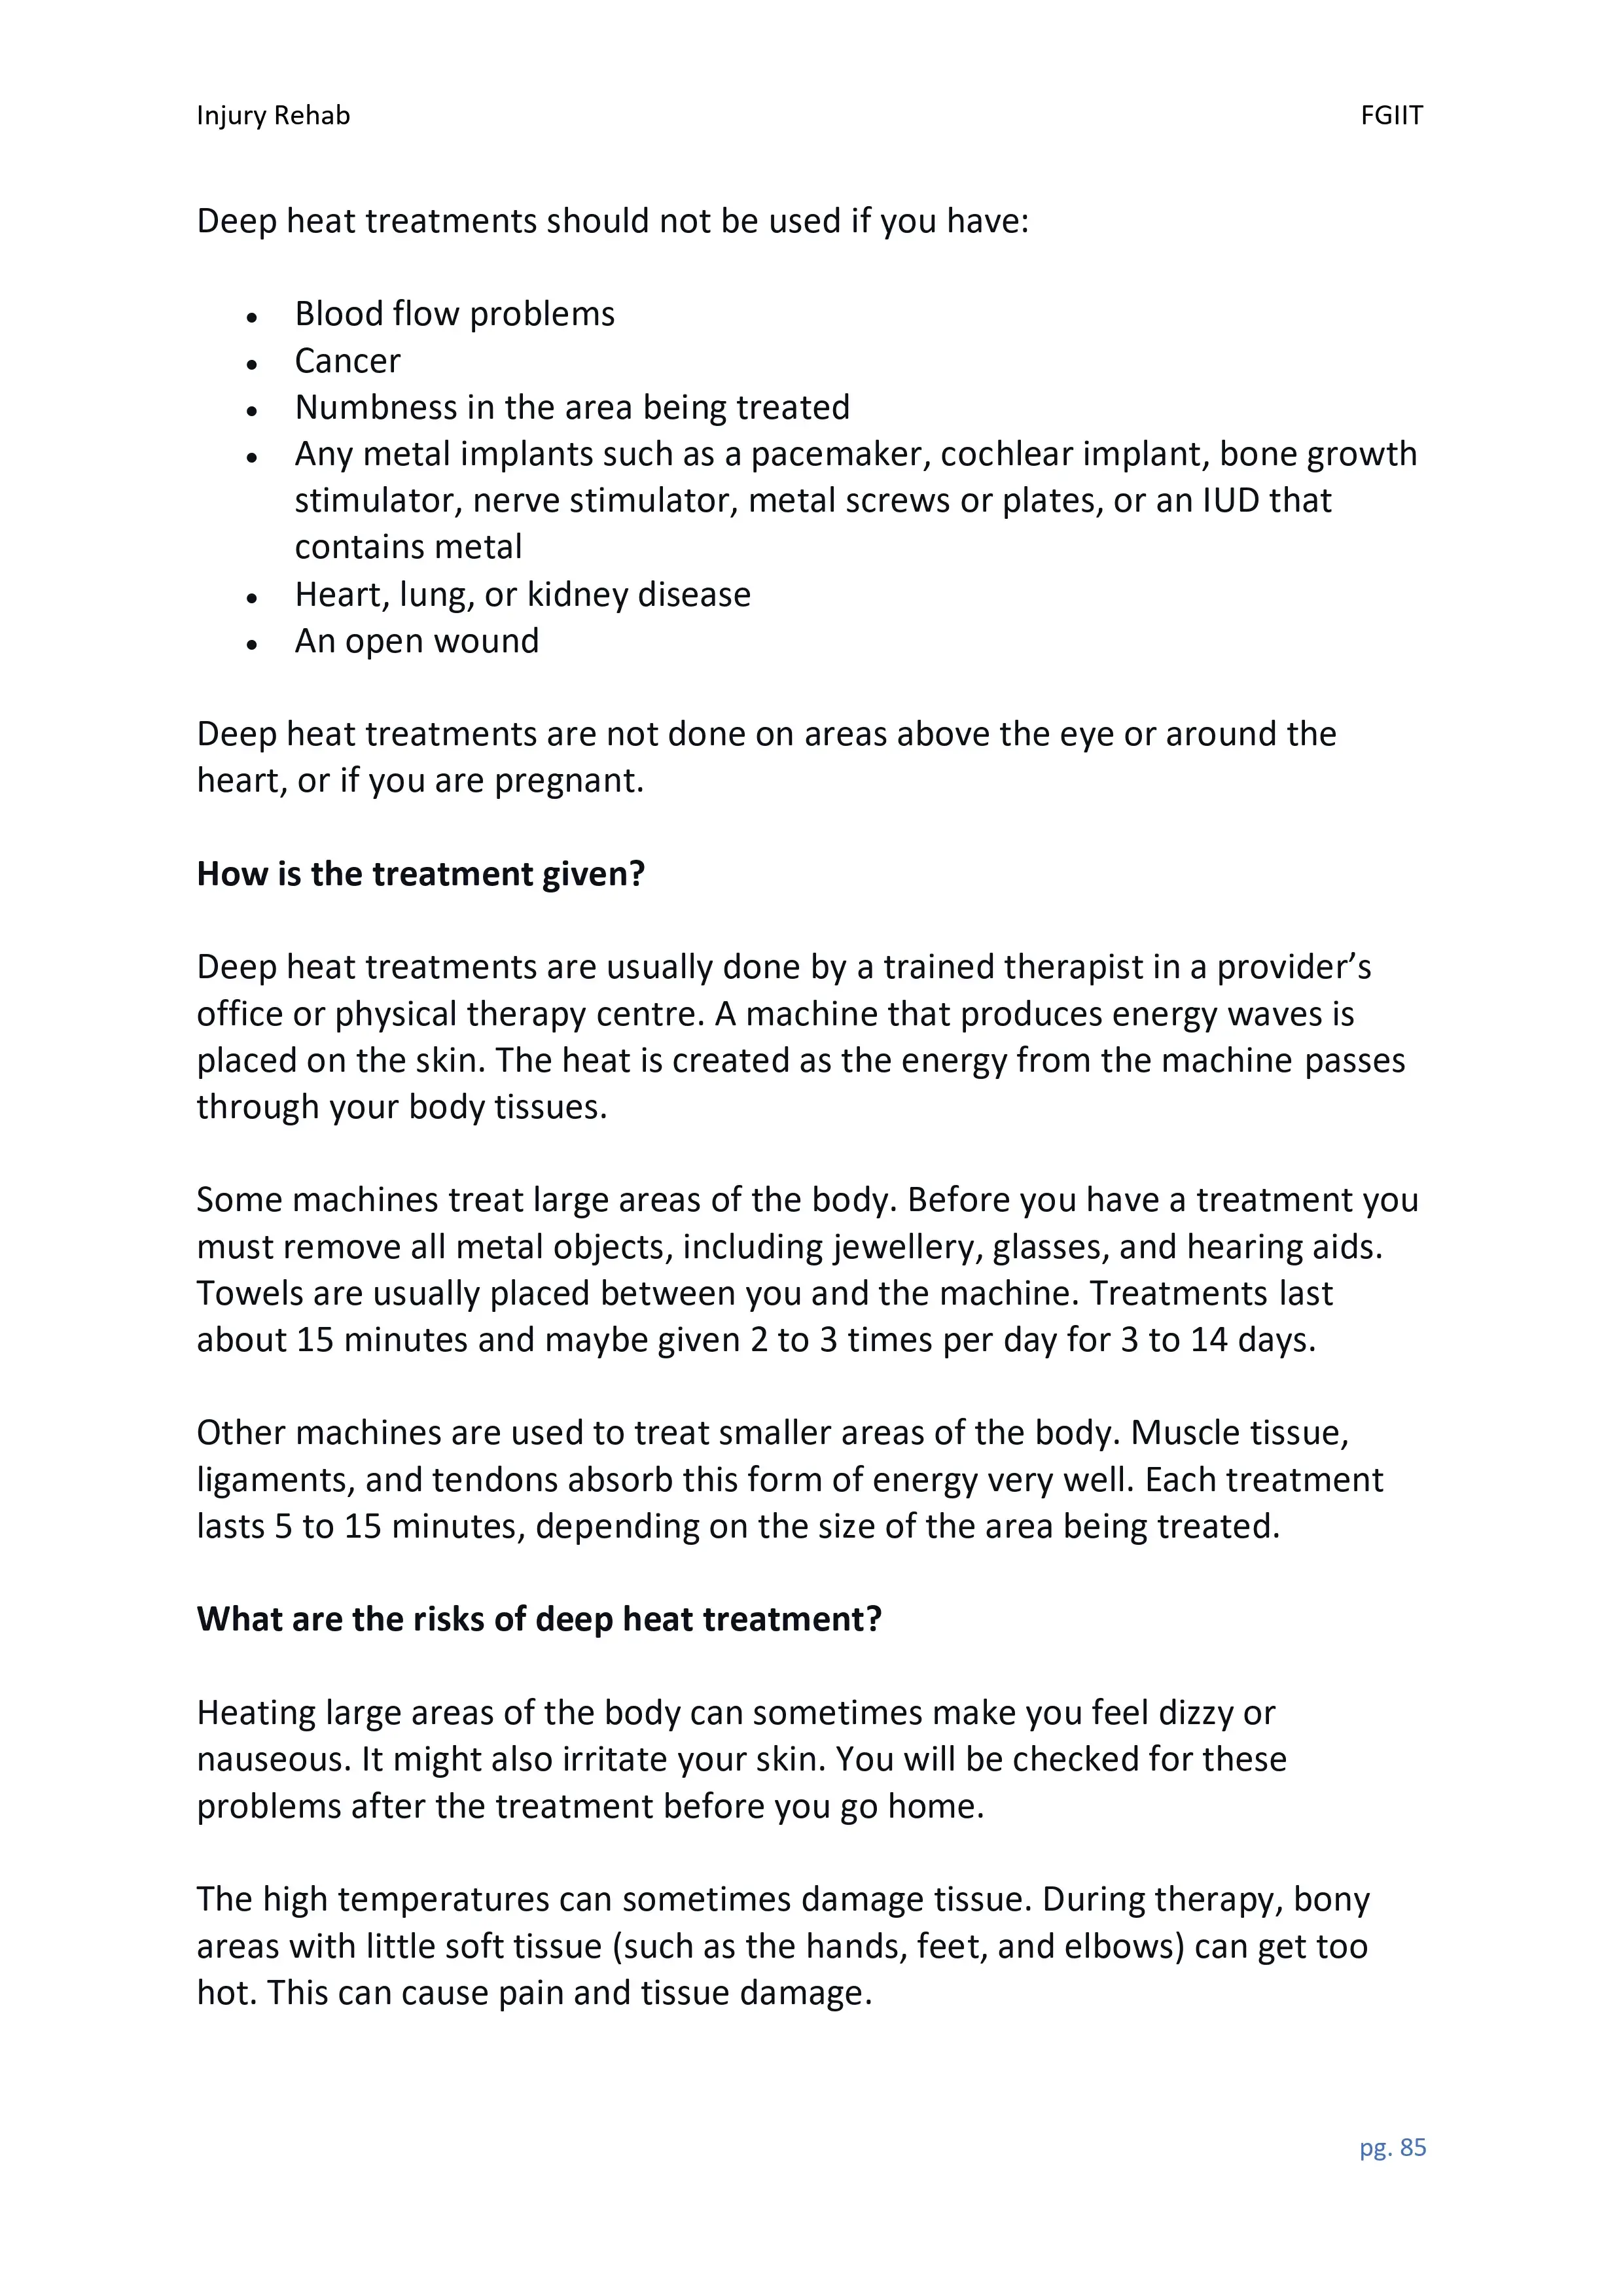 Injury Rehab FGIIT
Deep heat treatments should not be used if you have:
• Blood flow problems
• Cancer
• Numbness in the area being treated
• Any metal implants such as a pacemaker, cochlear implant, bone growth
stimulator, nerve stimulator, metal screws or plates, or an IUD that
contains metal
• Heart, lung, or kidney disease
• An open wound
Deep heat treatments are not done on areas above the eye or around the
heart, or if you are pregnant.
How is the treatment given?
Deep heat treatments are usually done by a trained therapist in a provider’s
office or physical therapy centre. A machine that produces energy waves is
placed on the skin. The heat is created as the energy from the machine passes
through your body tissues.
Some machines treat large areas of the body. Before you have a treatment you
must remove all metal objects, including jewellery, glasses, and hearing aids.
Towels are usually placed between you and the machine. Treatments last
about 15 minutes and maybe given 2 to 3 times per day for 3 to 14 days.
Other machines are used to treat smaller areas of the body. Muscle tissue,
ligaments, and tendons absorb this form of energy very well. Each treatment
lasts 5 to 15 minutes, depending on the size of the area being treated.
What are the risks of deep heat treatment?
Heating large areas of the body can sometimes make you feel dizzy or
nauseous. It might also irritate your skin. You will be checked for these
problems after the treatment before you go home.
The high temperatures can sometimes damage tissue. During therapy, bony
areas with little soft tissue (such as the hands, feet, and elbows) can get too
hot. This can cause pain and tissue damage.
pg. 85